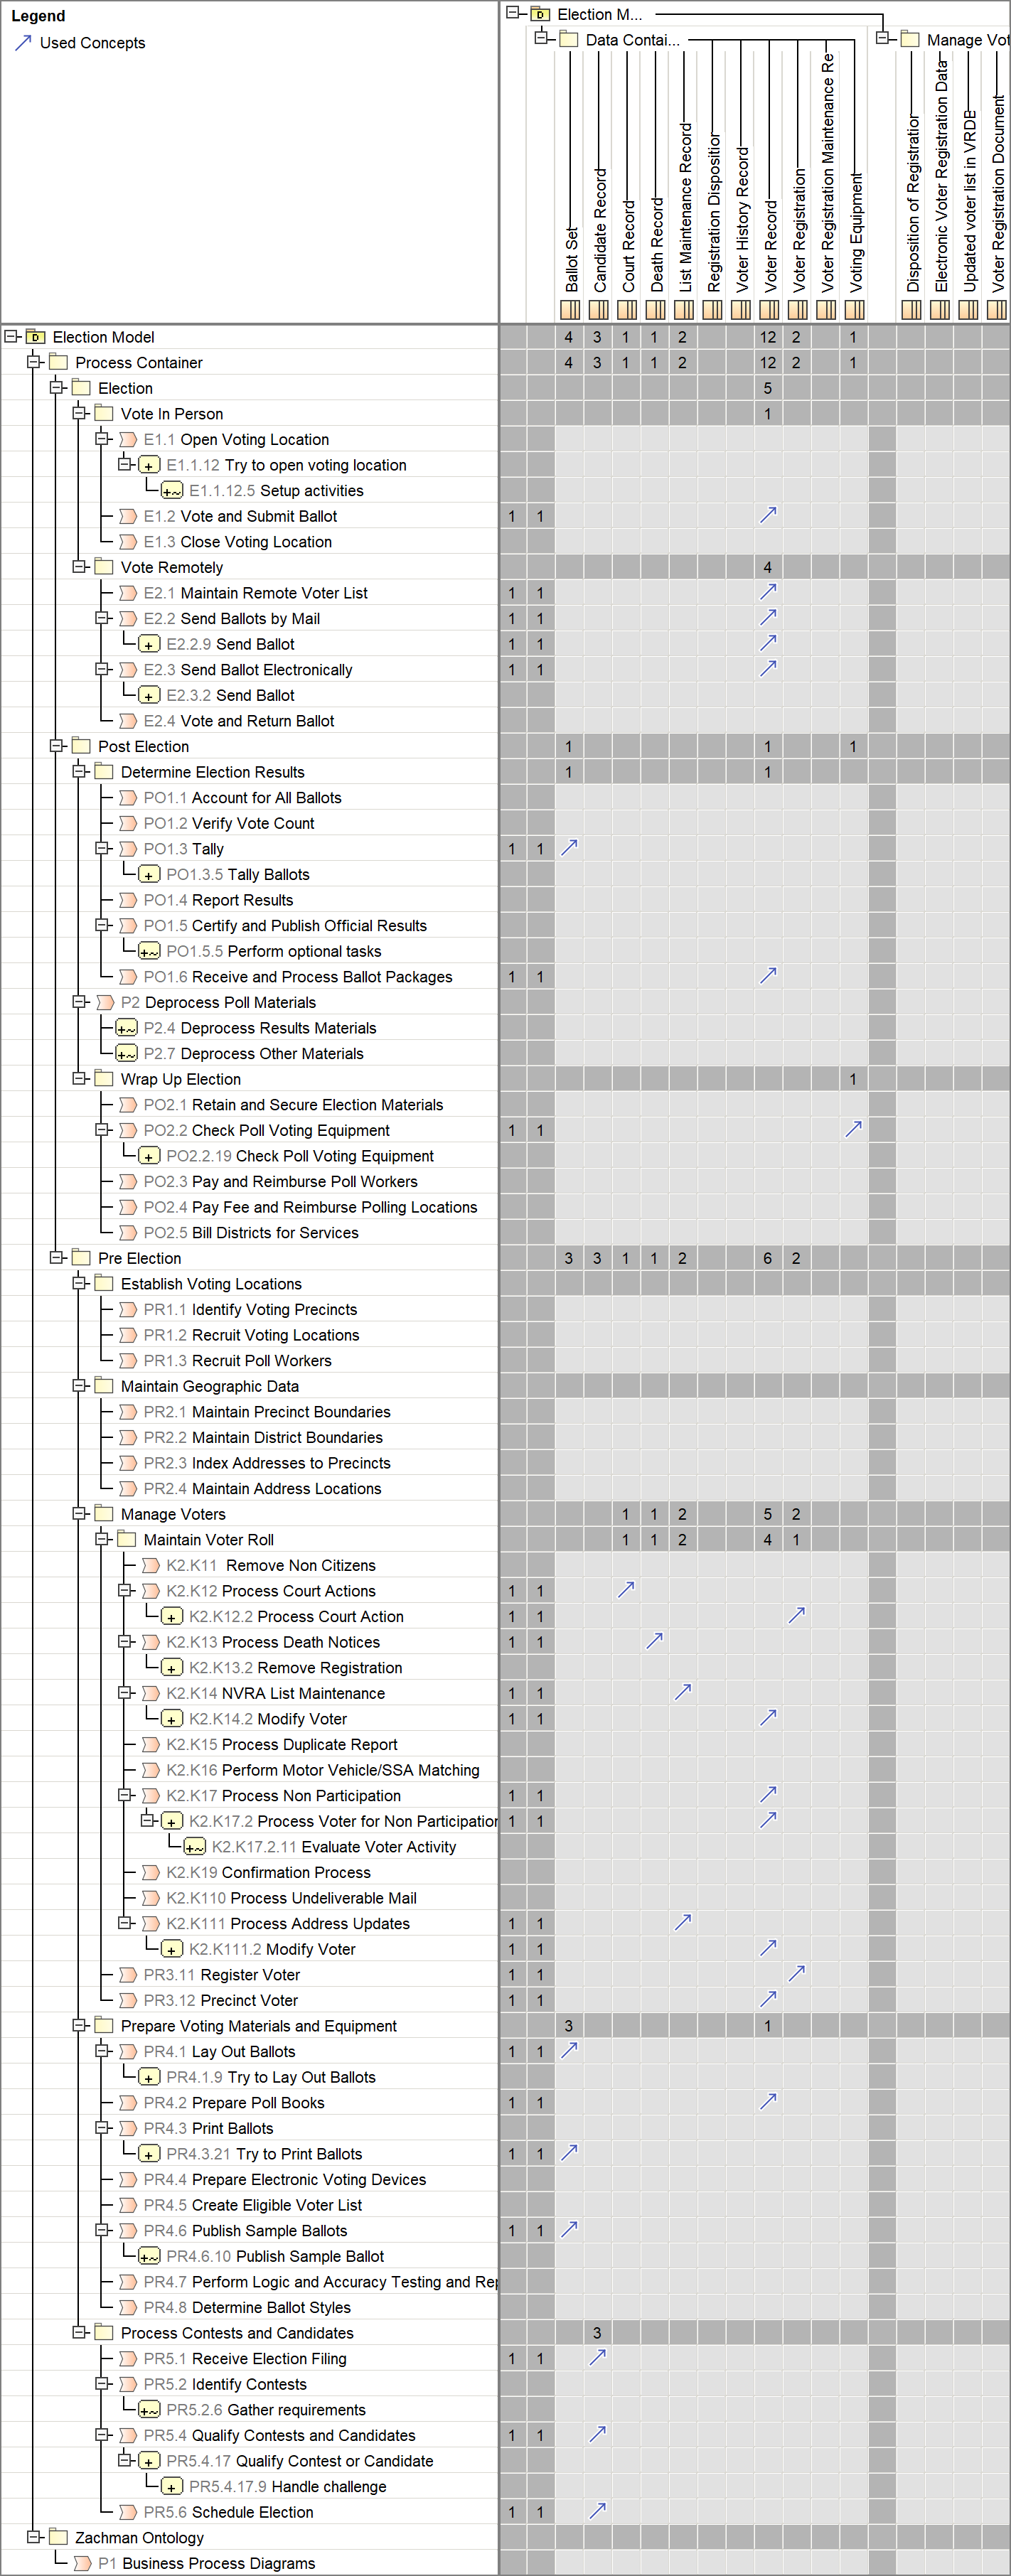 Legend
Used Concepts
Election M...
Data Contai...
Manage Vot
Ballot Set
Candidate Record
Court Record
Death Record
List Maintenance Record
Registration Disposition
Voter History Record
Voter Record
Voter Registration
Voter Registration Maintenance Re
Voting Equipment
Disposition of Registration
Electronic Voter Registration Data
Updated voter list in VRDE
Voter Registration Document
Election Model 4 3 1 1 2 12 2 1
Process Container 4 3 1 1 2 12 2 1
Election 5
Vote In Person 1
E1.1 Open Voting Location
E1.1.12 Try to open voting location
E1.1.12.5 Setup activities
E1.2 Vote and Submit Ballot 1 1
E1.3 Close Voting Location
Vote Remotely 4
E2.1 Maintain Remote Voter List 1 1
E2.2 Send Ballots by Mail 1 1
E2.2.9 Send Ballot 1 1
E2.3 Send Ballot Electronically 1 1
E2.3.2 Send Ballot
E2.4 Vote and Return Ballot
Post Election 1 1 1
Determine Election Results 1 1
PO1.1 Account for All Ballots
PO1.2 Verify Vote Count
PO1.3 Tally 1 1
PO1.3.5 Tally Ballots
PO1.4 Report Results
PO1.5 Certify and Publish Official Results
PO1.5.5 Perform optional tasks
PO1.6 Receive and Process Ballot Packages 1 1
P2 Deprocess Poll Materials
P2.4 Deprocess Results Materials
P2.7 Deprocess Other Materials
Wrap Up Election 1
PO2.1 Retain and Secure Election Materials
PO2.2 Check Poll Voting Equipment 1 1
PO2.2.19 Check Poll Voting Equipment
PO2.3 Pay and Reimburse Poll Workers
PO2.4 Pay Fee and Reimburse Polling Locations
PO2.5 Bill Districts for Services
Pre Election 3 3 1 1 2 6 2
Establish Voting Locations
PR1.1 Identify Voting Precincts
PR1.2 Recruit Voting Locations
PR1.3 Recruit Poll Workers
Maintain Geographic Data
PR2.1 Maintain Precinct Boundaries
PR2.2 Maintain District Boundaries
PR2.3 Index Addresses to Precincts
PR2.4 Maintain Address Locations
Manage Voters 1 1 2 5 2
Maintain Voter Roll 1 1 2 4 1
K2.K11 Remove Non Citizens
K2.K12 Process Court Actions 1 1
K2.K12.2 Process Court Action 1 1
K2.K13 Process Death Notices 1 1
K2.K13.2 Remove Registration
K2.K14 NVRA List Maintenance 1 1
K2.K14.2 Modify Voter 1 1
K2.K15 Process Duplicate Report
K2.K16 Perform Motor Vehicle/SSA Matching
K2.K17 Process Non Participation 1 1
K2.K17.2 Process Voter for Non Participation 1 1
K2.K17.2.11 Evaluate Voter Activity
K2.K19 Confirmation Process
K2.K110 Process Undeliverable Mail
K2.K111 Process Address Updates 1 1
K2.K111.2 Modify Voter 1 1
PR3.11 Register Voter 1 1
PR3.12 Precinct Voter 1 1
Prepare Voting Materials and Equipment 3 1
PR4.1 Lay Out Ballots 1 1
PR4.1.9 Try to Lay Out Ballots
PR4.2 Prepare Poll Books 1 1
PR4.3 Print Ballots
PR4.3.21 Try to Print Ballots 1 1
PR4.4 Prepare Electronic Voting Devices
PR4.5 Create Eligible Voter List
PR4.6 Publish Sample Ballots 1 1
PR4.6.10 Publish Sample Ballot
PR4.7 Perform Logic and Accuracy Testing and Rep
PR4.8 Determine Ballot Styles
Process Contests and Candidates 3
PR5.1 Receive Election Filing 1 1
PR5.2 Identify Contests
PR5.2.6 Gather requirements
PR5.4 Qualify Contests and Candidates 1 1
PR5.4.17 Qualify Contest or Candidate
PR5.4.17.9 Handle challenge
PR5.6 Schedule Election 1 1
Zachman Ontology
P1 Business Process Diagrams